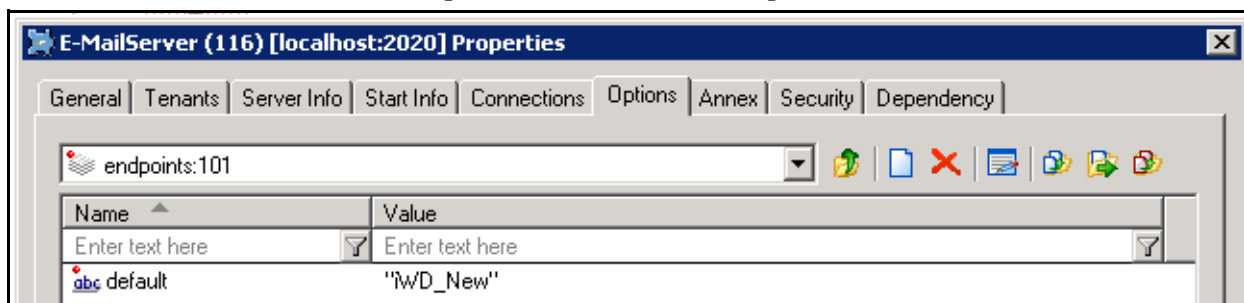 E-MailServer (116) [localhost:2020] Properties
General Tenants Server Info Start Info Connections Options Annex Security Dependency
endpoints:101
Name Value
Enter text here Enter text here
abc default "iWD_New"